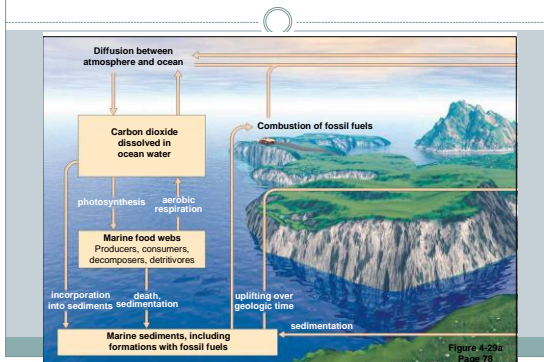 Diffusion between
atmosphere and ocean
Combustion of fossil fuels
Carbon dioxide
dissolved in
ocean water
photosynthesis
aerobic
respiration
Marine food webs
Producers, consumers,
decomposers, detritivores
incorporation
into sediments
death,
sedimentation
uplifting over
geologic time
sedimentation
Marine sediments, including
formations with fossil fuels
Figure 4-29a
Page 78